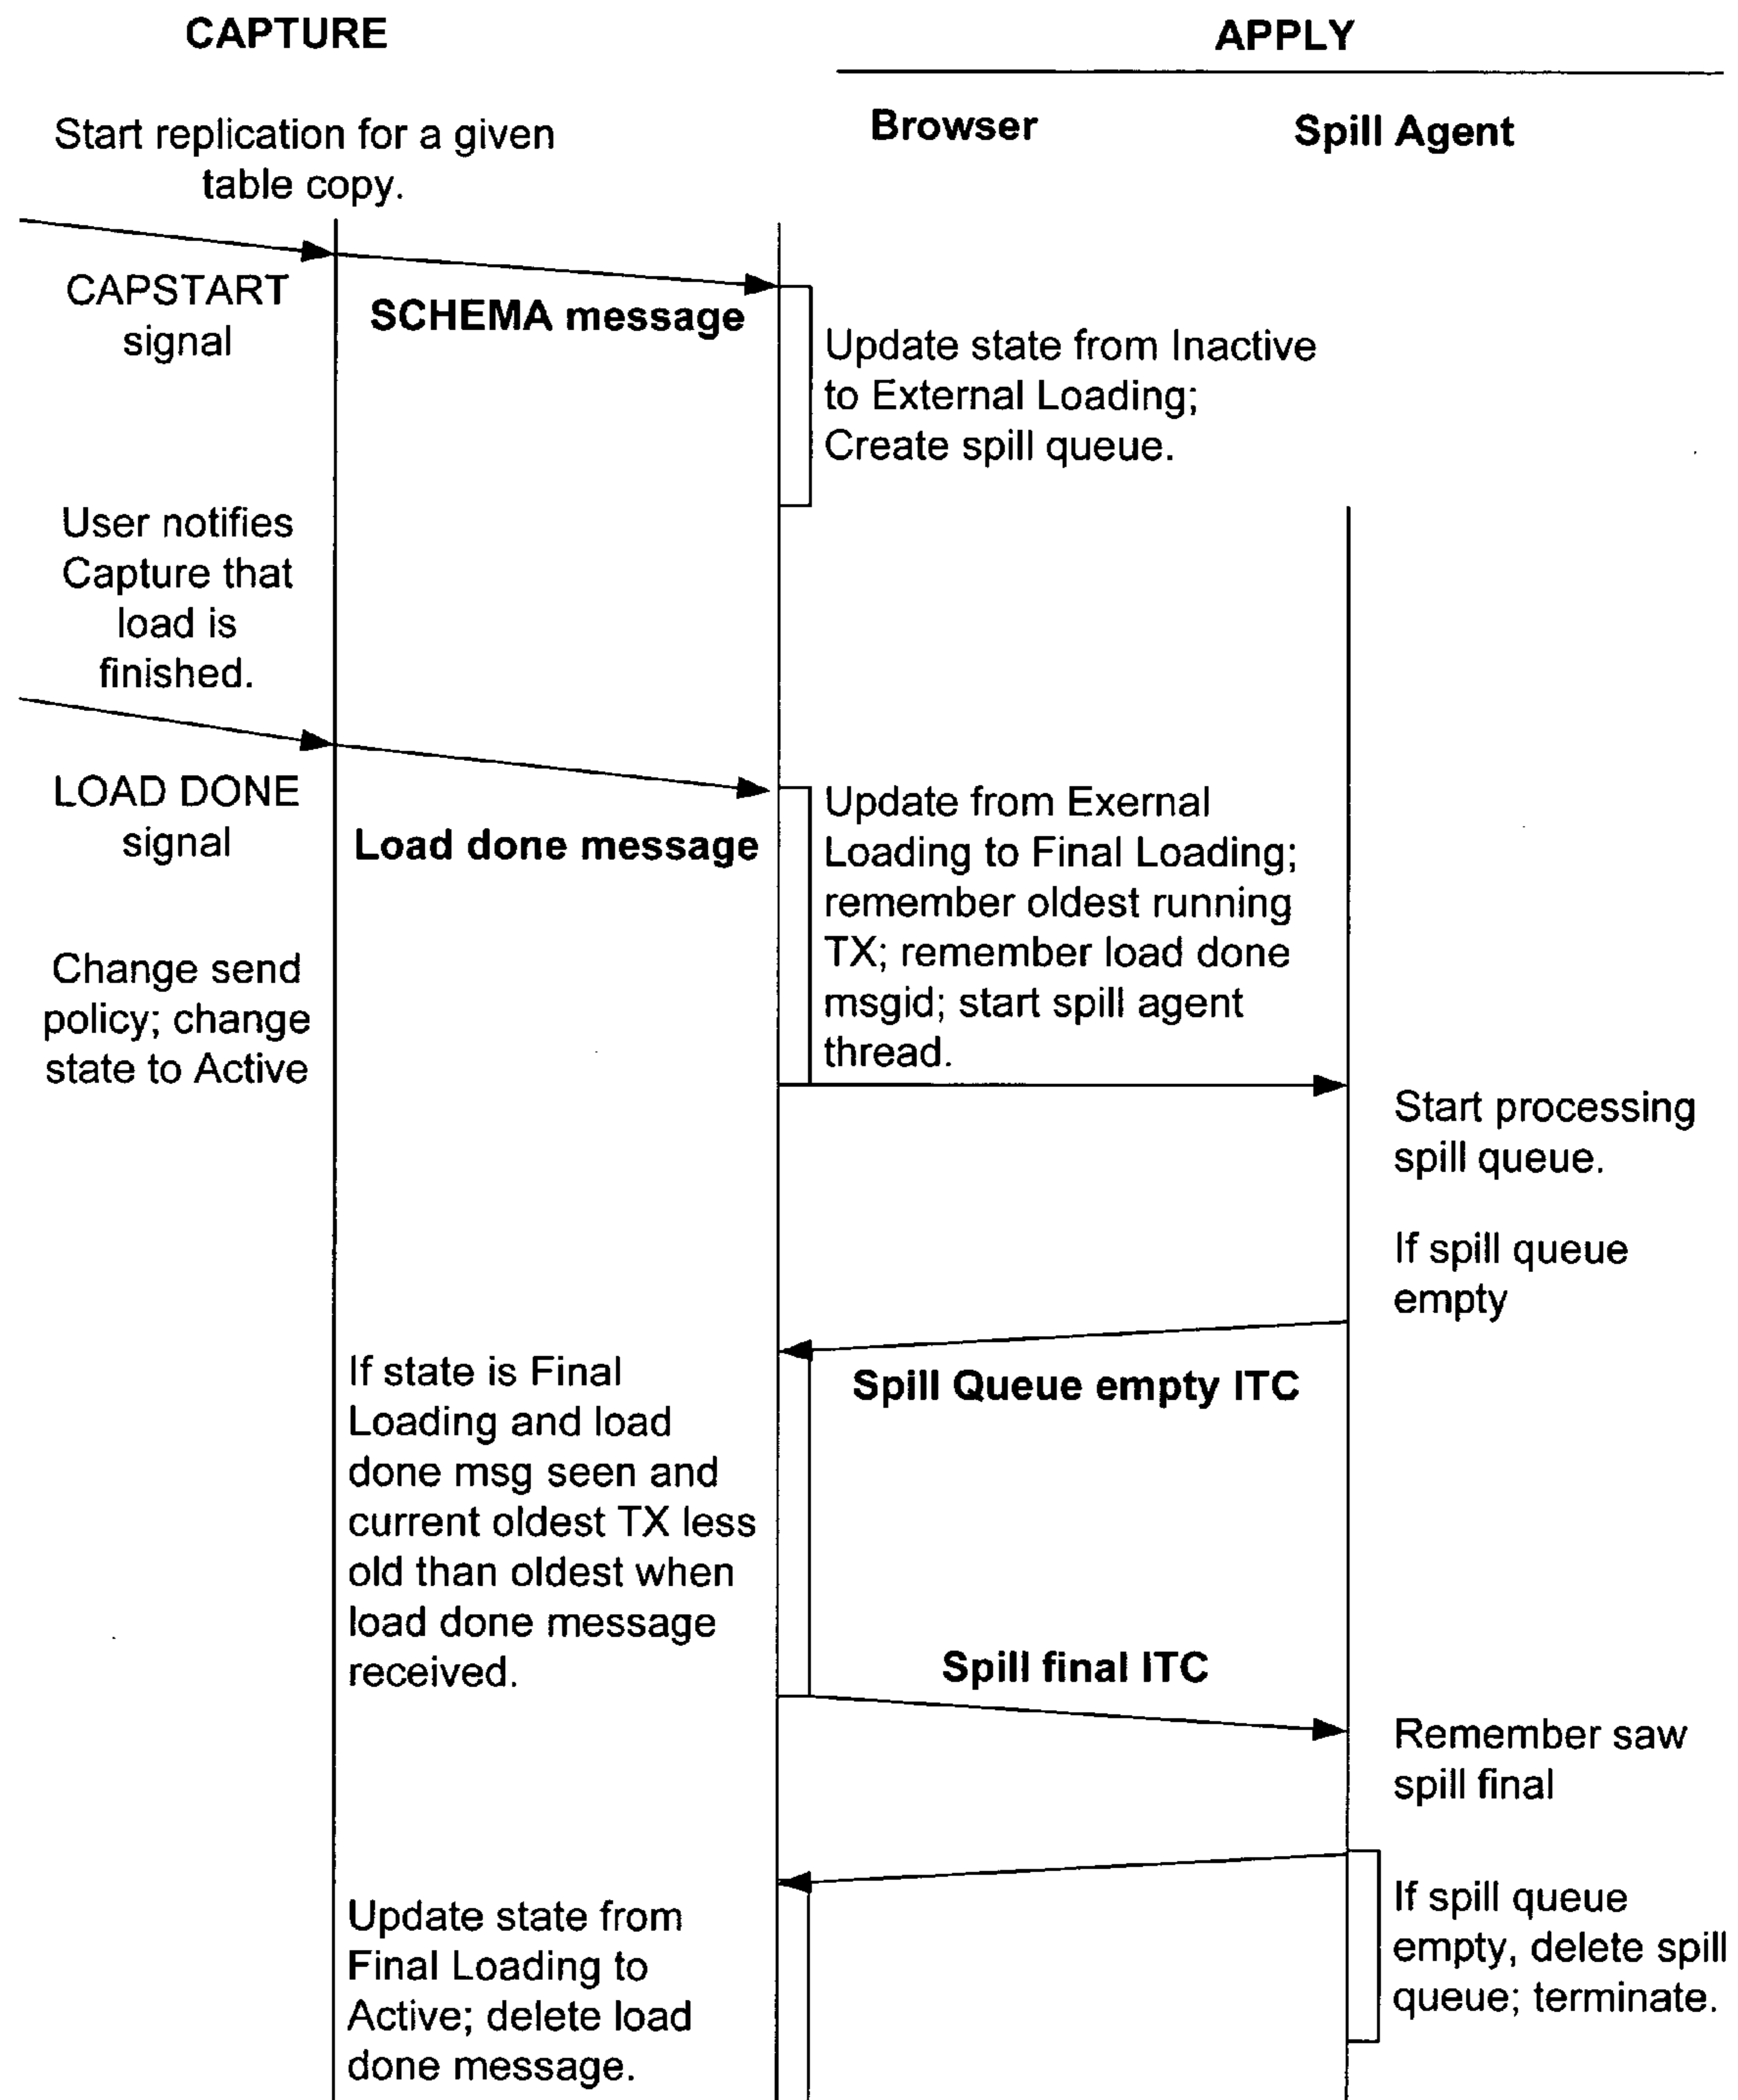 CAPTURE
APPLY
Browser
Spill Agent
Start replication for a given
table copy.
CAPSTART
signal
SCHEMA message
Update state from Inactive
to External Loading;
Create spill queue.
User notifies
Capture that
load is
finished.
LOAD DONE
signal
Load done message
Update from Exernal
Loading to Final Loading;
remember oldest running
TX; remember load done
msgid; start spill agent
thread.
Change send
policy; change
state to Active
Start processing
spill queue.
If spill queue
empty
Spill Queue empty ITC
If state is Final
Loading and load
done msg seen and
current oldest TX less
old than oldest when
load done message
received.
Spill final ITC
Remember saw
spill final
If spill queue
empty, delete spill
queue; terminate.
Update state from
Final Loading to
Active; delete load
done message.